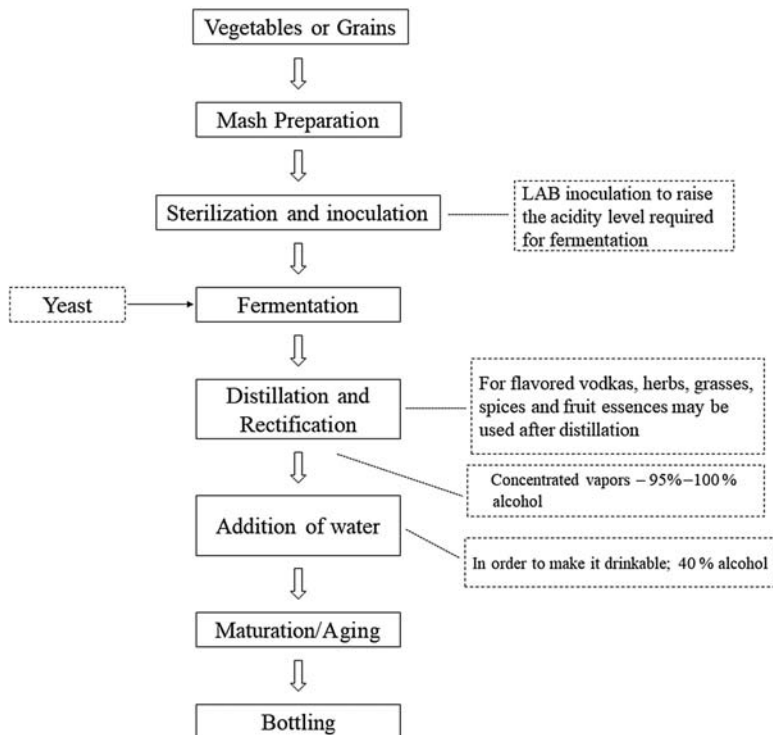 Vegetables or Grains
Mash Preparation
Sterilization and inoculation
LAB inoculation to raise
the acidity level required
for fermentation
Yeast
Fermentation
Distillation and
Rectification
For flavored vodkas, herbs, grasses,
spices and fruit essences may be
used after distillation
Concentrated vapors – 95%–100%
alcohol
Addition of water
In order to make it drinkable; 40 % alcohol
Maturation/Aging
Bottling